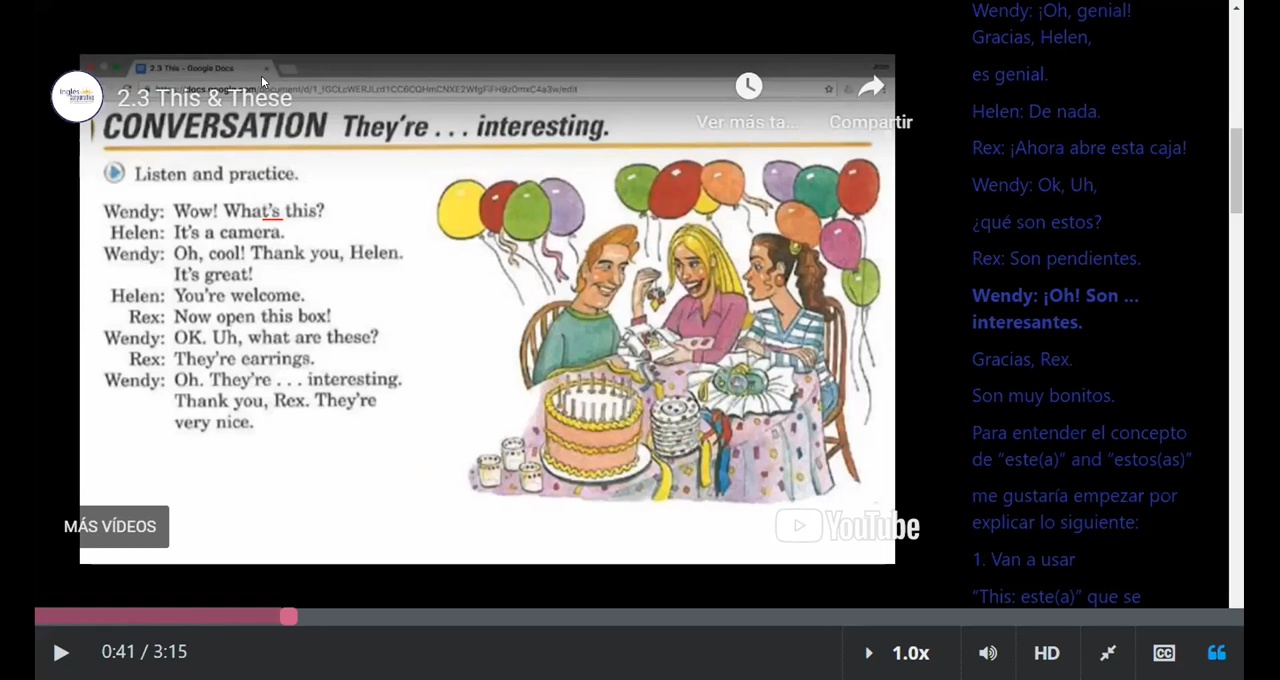 2.3 This - Google Docs
2.3 This & These
Ver más ta...
Compartir
CONVERSATION They're . . . interesting.
Listen and practice.
Wendy: Wow! What's this?
Helen: It's a camera.
Wendy: Oh, cool! Thank you, Helen.
It's great!
Helen: You're welcome.
Rex: Now open this box!
Wendy: OK. Uh, what are these?
Rex: They're earrings.
Wendy: Oh. They're . . . interesting.
Thank you, Rex. They're
very nice.
MÁS VÍDEOS
YouTube
0:41 / 3:15
1.0x
HD
CC
Wendy: ¡Oh, genial!
Gracias, Helen,
es genial.
Helen: De nada.
Rex: ¡Ahora abre esta caja!
Wendy: Ok, Uh,
¿qué son estos?
Rex: Son pendientes.
Wendy: ¡Oh! Son ...
interesantes.
Gracias, Rex.
Son muy bonitos.
Para entender el concepto
de “este(a)” and “estos(as)”
me gustaría empezar por
explicar lo siguiente:
1. Van a usar
“This: este(a)” que se